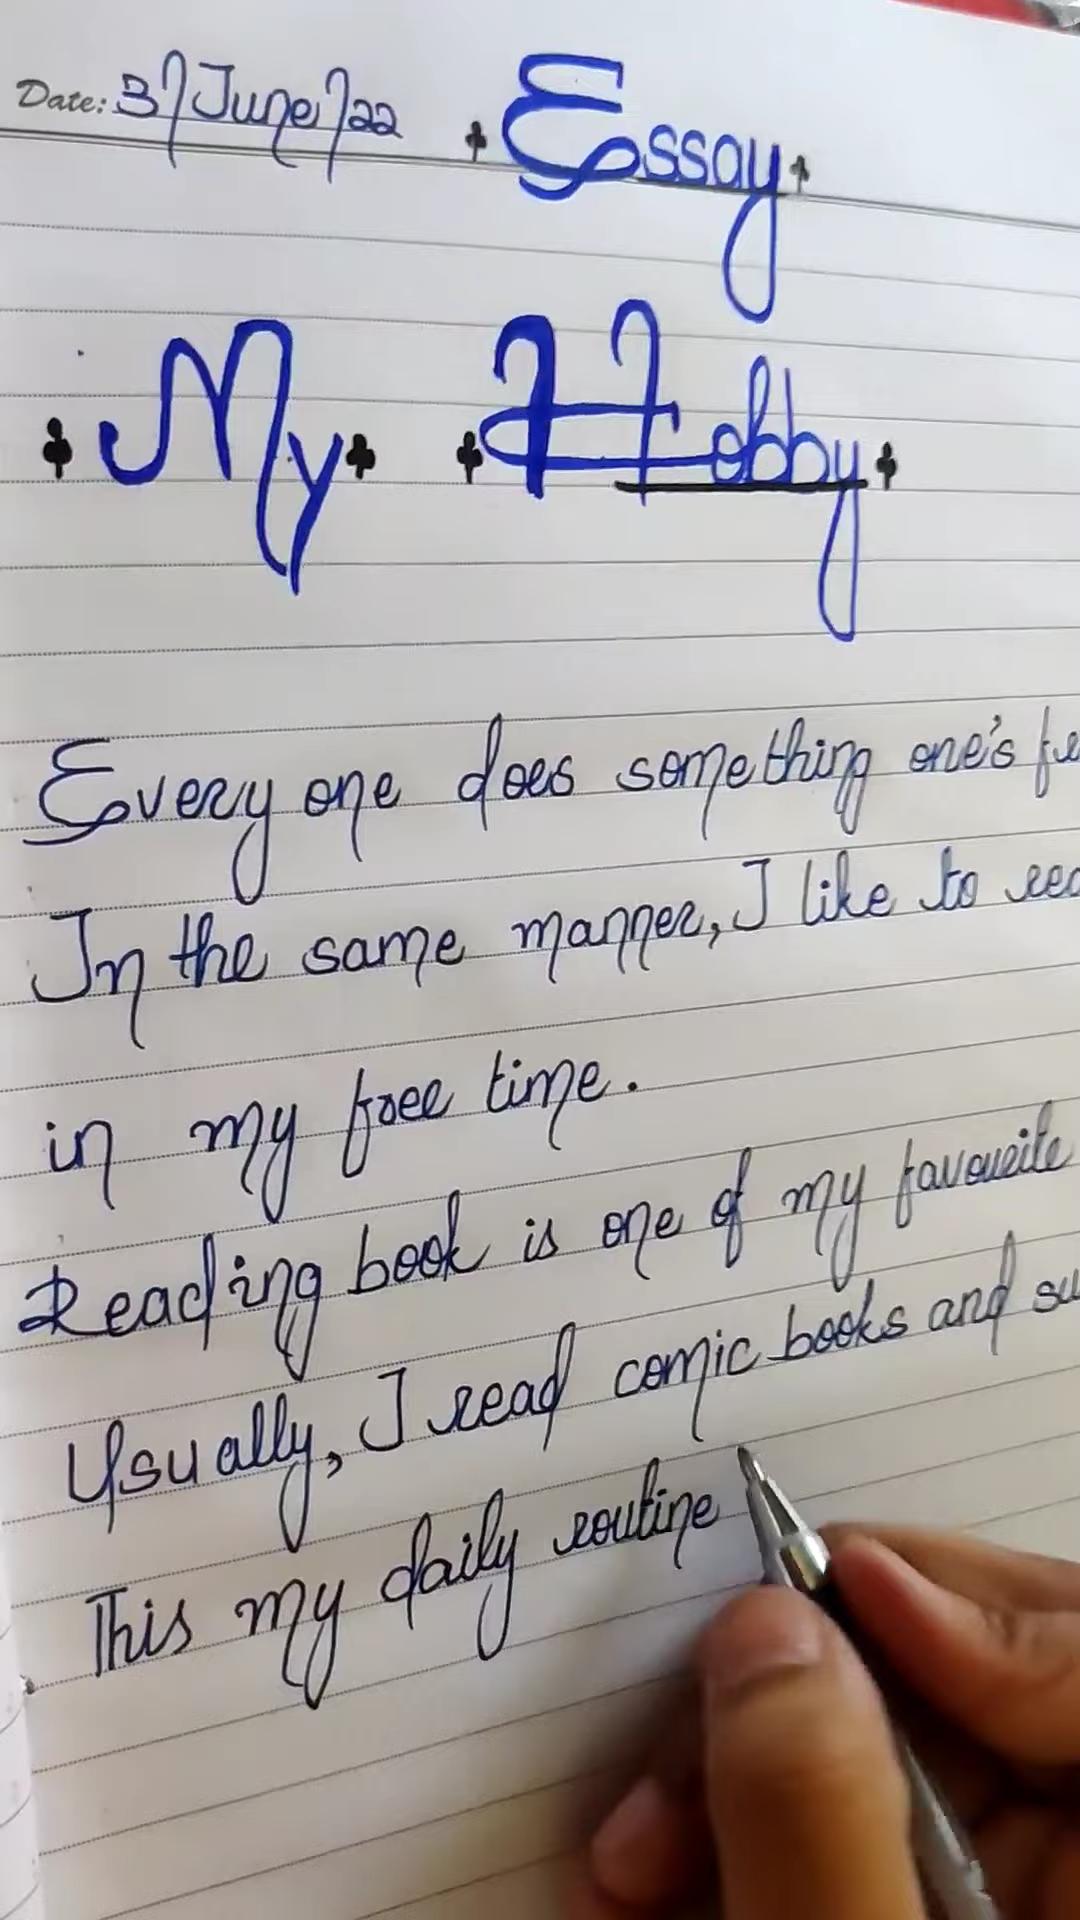 Date: 3/June/22
Essay
My Hobby
Every one does something one's
In the same manner, I like to
in my free time.
Reading book is one of my favourite
Usually, I read comic books and
This my daily routine